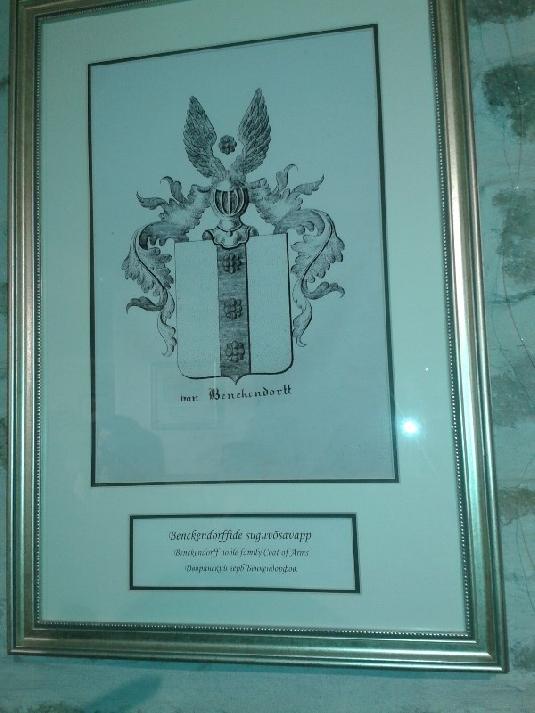 von Benckendorff
Benckendorffide suguvõsavapp
Benckendorff noble family Coat of Arms
Дворянский герб Бенкендорфов